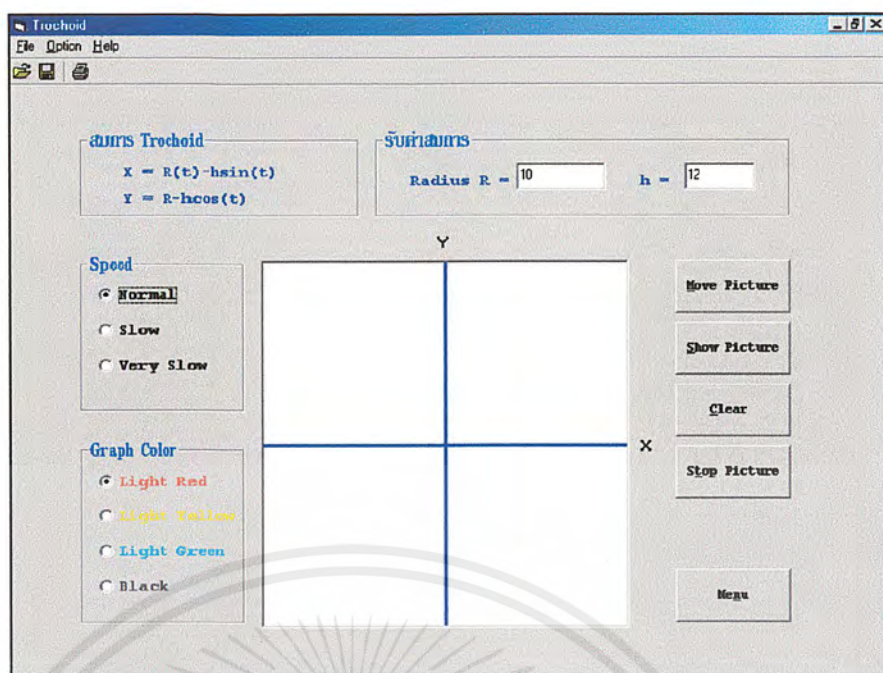 Trochoid
File Option Help
สมการ Trochoid
X = R(t)-hsin(t)
Y = R-hcos(t)
รับค่าสมการ
Radius R = 10 h = 12
Speed
Normal
Slow
Very Slow
Graph Color
Light Red
Light Yellow
Light Green
Black
Y
X
Move Picture
Show Picture
Clear
Stop Picture
Menu